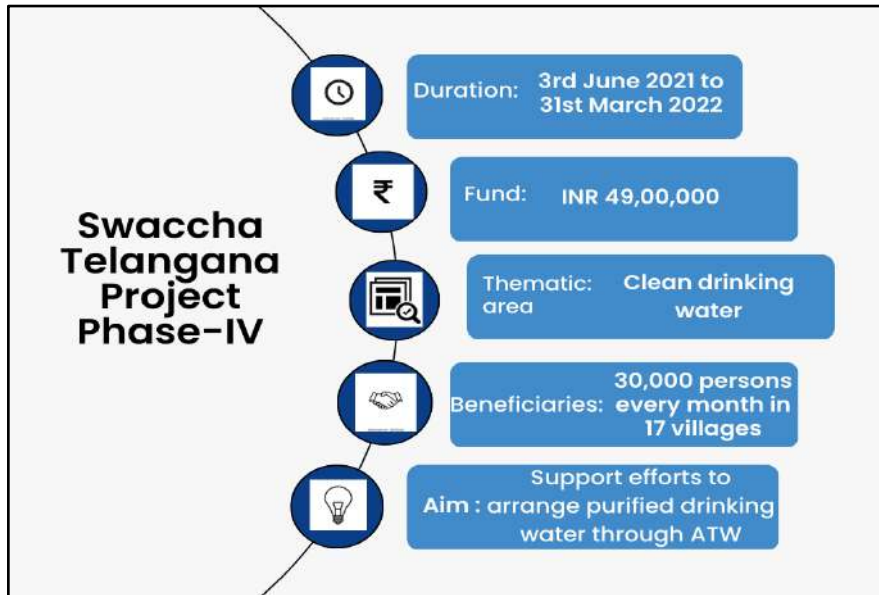 Swaccha
Telangana
Project
Phase-IV
Duration: 3rd June 2021 to
31st March 2022
₹
Fund: INR 49,00,000
Thematic: Clean drinking
area water
30,000 persons
Beneficiaries: every month in
17 villages
Support efforts to
Aim : arrange purified drinking
water through ATW